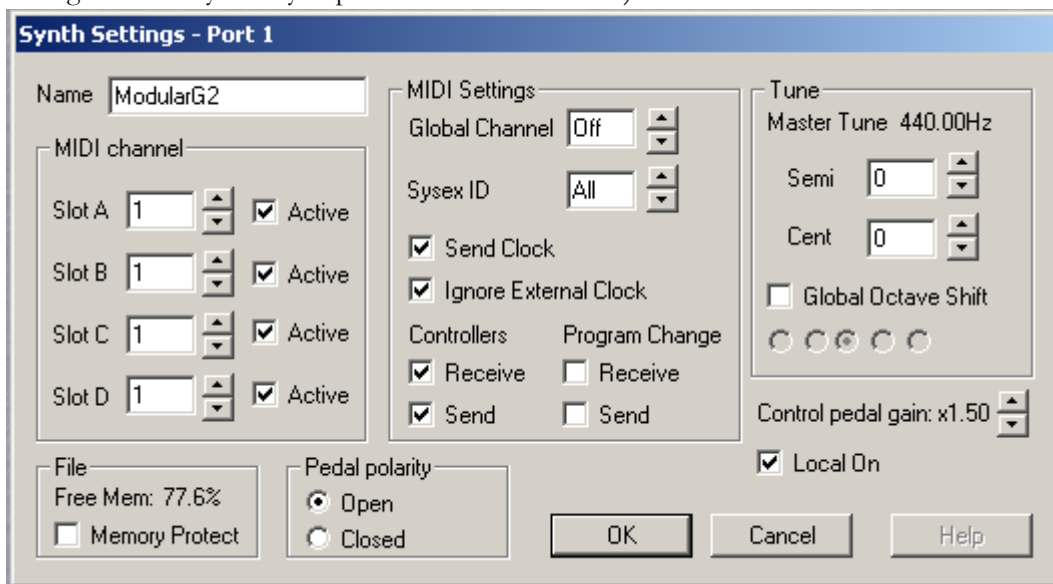 Synth Settings - Port 1
Name ModularG2
MIDI channel
Slot A 1 Active
Slot B 1 Active
Slot C 1 Active
Slot D 1 Active
MIDI Settings
Global Channel Off
Sysex ID All
Send Clock
Ignore External Clock
Controllers Program Change
Receive Receive
Send Send
Tune
Master Tune 440.00Hz
Semi 0
Cent 0
Global Octave Shift
Control pedal gain: x1.50
Local On
File
Free Mem: 77.6%
Memory Protect
Pedal polarity
Open
Closed
OK Cancel Help